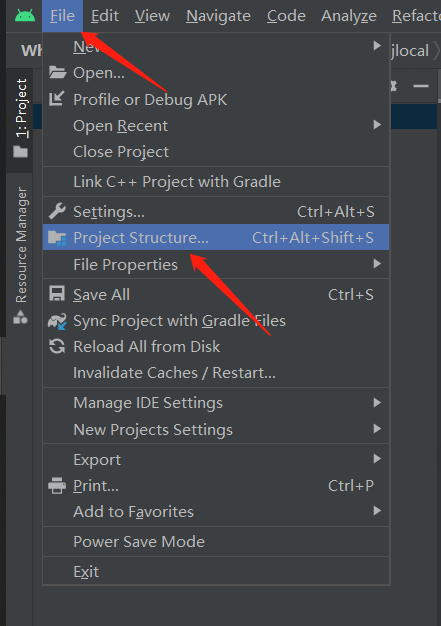 File Edit View Navigate Code Analyze Refacto
jlocal
1: Project
Resource Manager
Open...
Profile or Debug APK
Open Recent
Close Project
Link C++ Project with Gradle
Settings... Ctrl+Alt+S
Project Structure... Ctrl+Alt+Shift+S
File Properties
Save All Ctrl+S
Sync Project with Gradle Files
Reload All from Disk
Invalidate Caches / Restart...
Manage IDE Settings
New Projects Settings
Export
Print... Ctrl+P
Add to Favorites
Power Save Mode
Exit